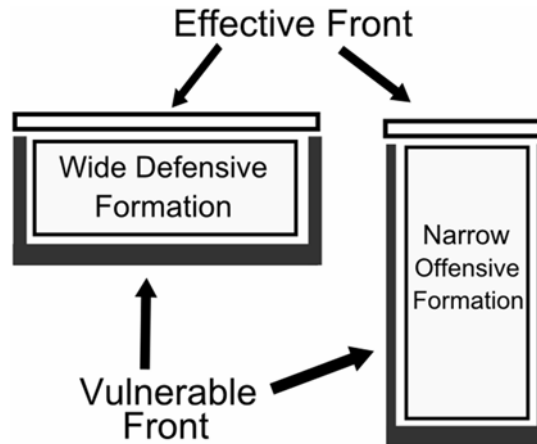 Effective Front
Wide Defensive
Formation
Narrow
Offensive
Formation
Vulnerable
Front